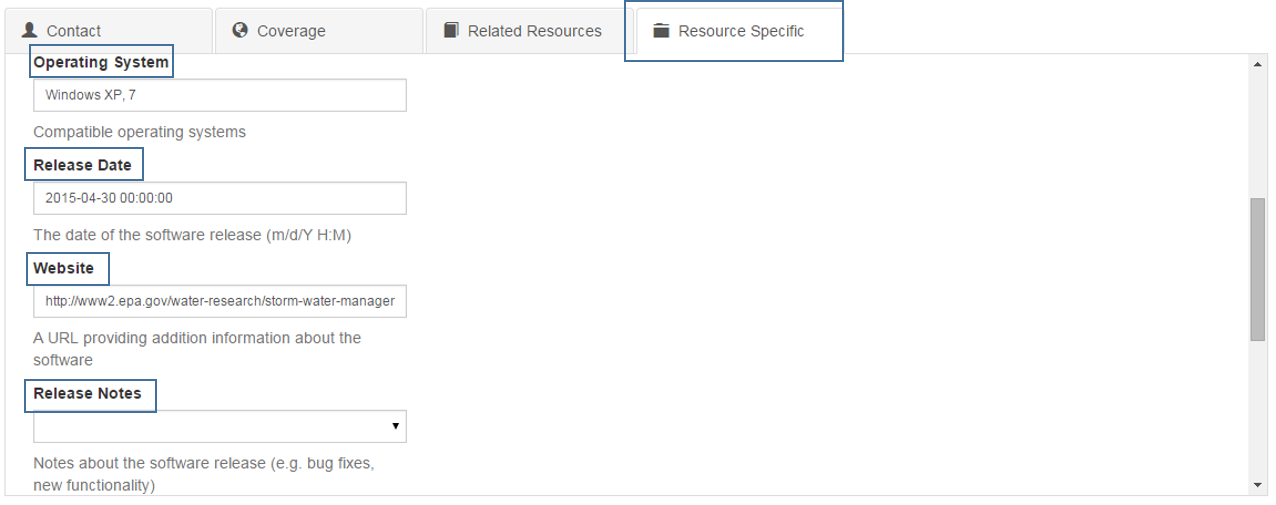 Contact Coverage Related Resources Resource Specific
Operating System
Windows XP, 7
Compatible operating systems
Release Date
2015-04-30 00:00:00
The date of the software release (m/d/Y H:M)
Website
http://www2.epa.gov/water-research/storm-water-manager
A URL providing addition information about the
software
Release Notes
Notes about the software release (e.g. bug fixes,
new functionality)